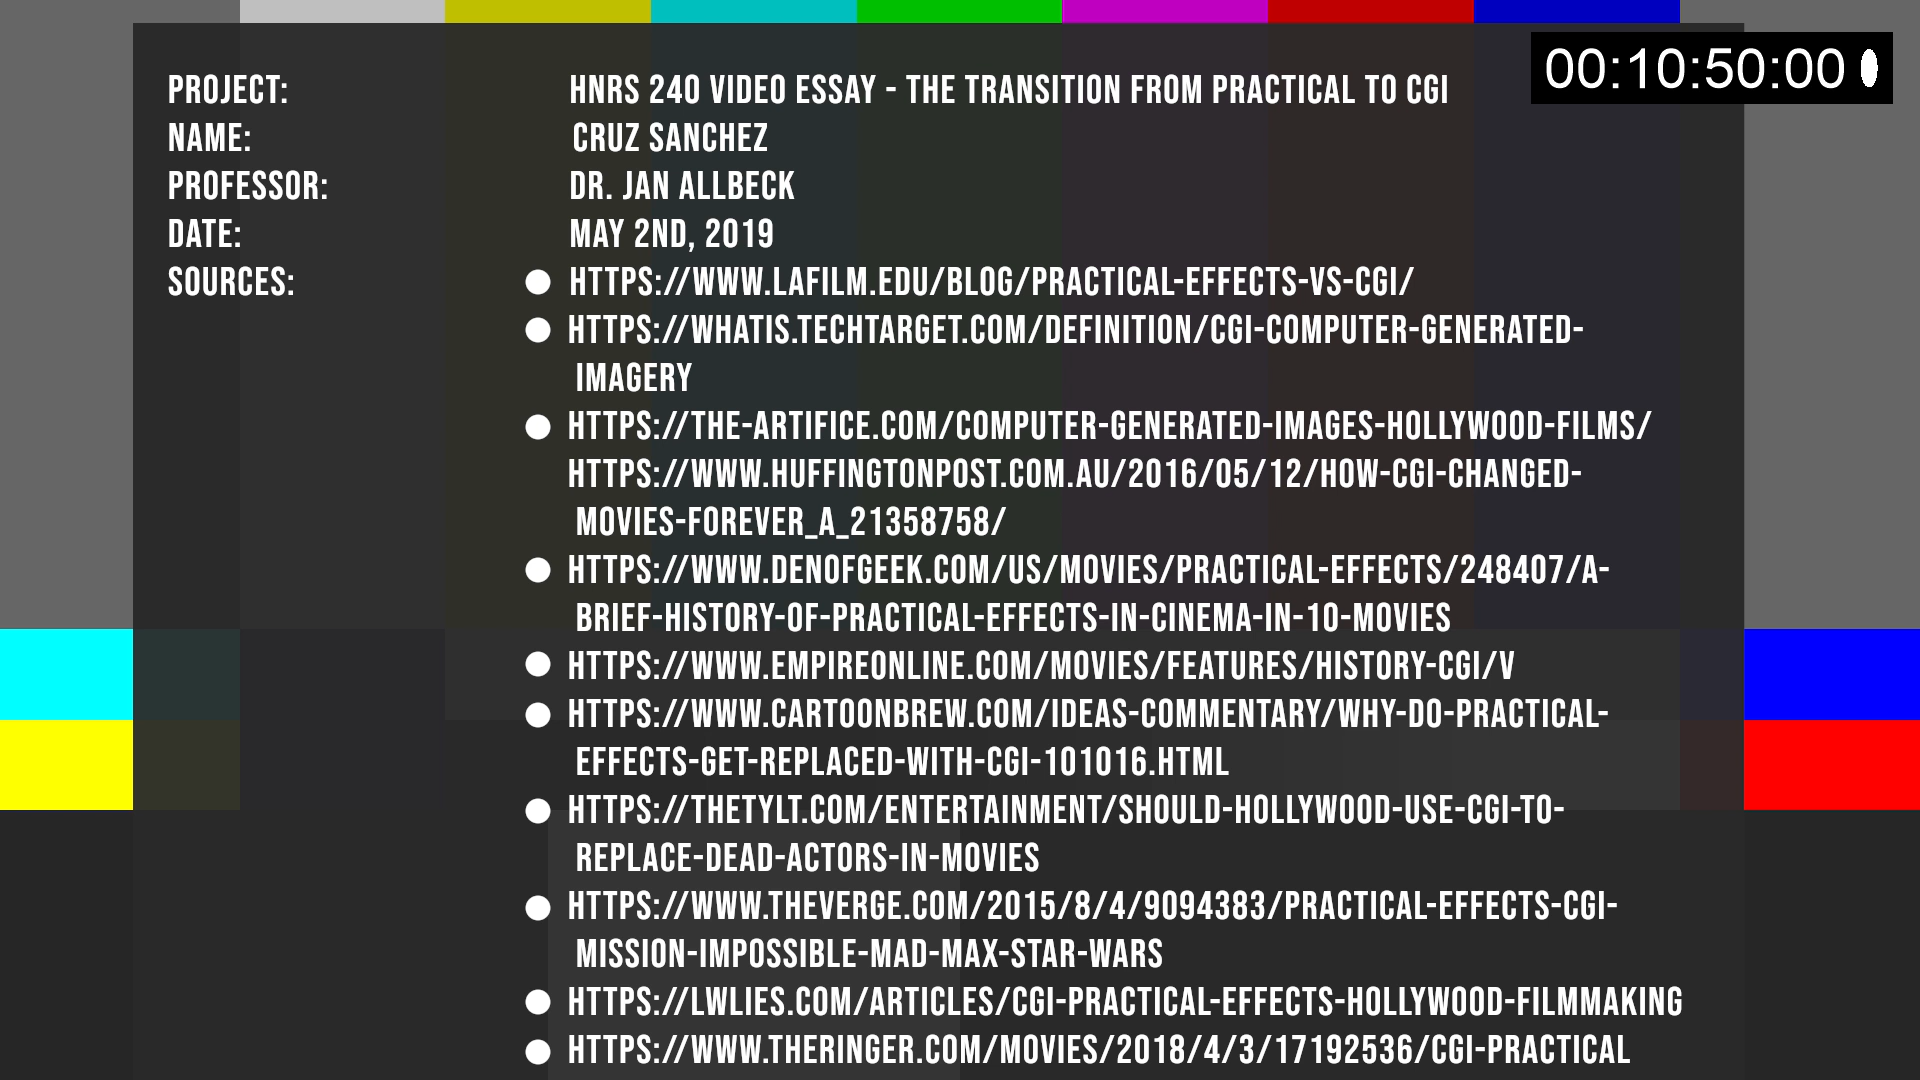 00:10:50:00
PROJECT: HNRS 240 VIDEO ESSAY - THE TRANSITION FROM PRACTICAL TO CGI
NAME: CRUZ SANCHEZ
PROFESSOR: DR. JAN ALLBECK
DATE: MAY 2ND, 2019
SOURCES: ● HTTPS://WWW.LAFILM.EDU/BLOG/PRACTICAL-EFFECTS-VS-CGI/
● HTTPS://WHATIS.TECHTARGET.COM/DEFINITION/CGI-COMPUTER-GENERATED-
IMAGERY
● HTTPS://THE-ARTIFICE.COM/COMPUTER-GENERATED-IMAGES-HOLLYWOOD-FILMS/
HTTPS://WWW.HUFFINGTONPOST.COM.AU/2016/05/12/HOW-CGI-CHANGED-
MOVIES-FOREVER_A_21358758/
● HTTPS://WWW.DENOFGEEK.COM/US/MOVIES/PRACTICAL-EFFECTS/248407/A-
BRIEF-HISTORY-OF-PRACTICAL-EFFECTS-IN-CINEMA-IN-10-MOVIES
● HTTPS://WWW.EMPIREONLINE.COM/MOVIES/FEATURES/HISTORY-CGI/V
● HTTPS://WWW.CARTOONBREW.COM/IDEAS-COMMENTARY/WHY-DO-PRACTICAL-
EFFECTS-GET-REPLACED-WITH-CGI-101016.HTML
● HTTPS://THETYLT.COM/ENTERTAINMENT/SHOULD-HOLLYWOOD-USE-CGI-TO-
REPLACE-DEAD-ACTORS-IN-MOVIES
● HTTPS://WWW.THEVERGE.COM/2015/8/4/9094383/PRACTICAL-EFFECTS-CGI-
MISSION-IMPOSSIBLE-MAD-MAX-STAR-WARS
● HTTPS://LWLIES.COM/ARTICLES/CGI-PRACTICAL-EFFECTS-HOLLYWOOD-FILMMAKING
● HTTPS://WWW.THERINGER.COM/MOVIES/2018/4/3/17192536/CGI-PRACTICAL